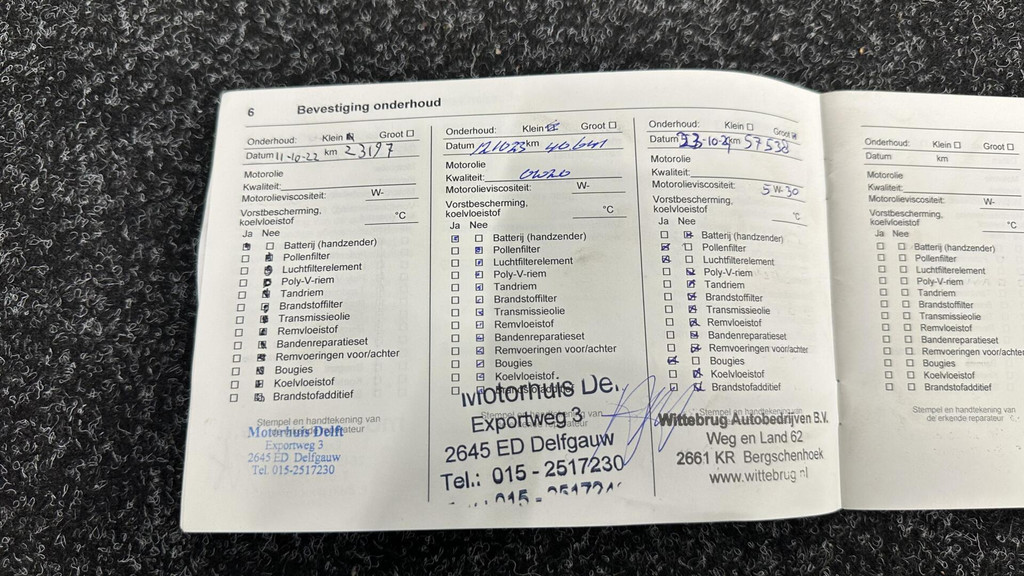 6 Bevestiging onderhoud
Onderhoud: Klein Groot
Datum 11-10-22 km 23197
Motorolie
Kwaliteit:
Motorolieviscositeit: W-
Vorstbescherming,
koelvloeistof °C
Ja Nee
Batterij (handzender)
Pollenfilter
Luchtfilterelement
Poly-V-riem
Tandriem
Brandstoffilter
Transmissieolie
Remvloeistof
Bandenreparatieset
Remvoeringen voor/achter
Bougies
Koelvloeistof
Brandstofadditief
Stempel en handtekening van
Motorhuis Delft
Exportweg 3
2645 ED Delfgauw
Tel. 015-2517230
Onderhoud: Klein Groot
Datum 121023 km
Motorolie
Kwaliteit: 0W20
Motorolieviscositeit: W-
Vorstbescherming,
koelvloeistof °C
Ja Nee
Batterij (handzender)
Pollenfilter
Luchtfilterelement
Poly-V-riem
Tandriem
Brandstoffilter
Transmissieolie
Remvloeistof
Bandenreparatieset
Remvoeringen voor/achter
Bougies
Koelvloeistof
Motorhuis De
Exportweg 3
2645 ED Delfgauw
Tel.: 015 - 2517230
Onderhoud: Klein Groot
Datum km 57538
Motorolie
Kwaliteit:
Motorolieviscositeit: 5 W-30
Vorstbescherming,
koelvloeistof °C
Ja Nee
Batterij (handzender)
Pollenfilter
Luchtfilterelement
Poly-V-riem
Tandriem
Brandstoffilter
Transmissieolie
Remvloeistof
Bandenreparatieset
Remvoeringen voor/achter
Bougies
Koelvloeistof
Brandstofadditief
Stempel en handtekening van
Wittebrug Autobedrijven B.V.
Weg en Land 62
2661 KR Bergschenhoek
www.wittebrug.nl
Onderhoud: Klein Groot
Datum km
Motorolie
Kwaliteit:
Motorolieviscositeit: W-
Vorstbescherming,
koelvloeistof °C
Ja Nee
Batterij (handzender)
Pollenfilter
Luchtfilterelement
Poly-V-riem
Tandriem
Brandstoffilter
Transmissieolie
Remvloeistof
Bandenreparatieset
Remvoeringen voor/achter
Bougies
Koelvloeistof
Brandstofadditief
Stempel en handtekening van
de erkende reparateur